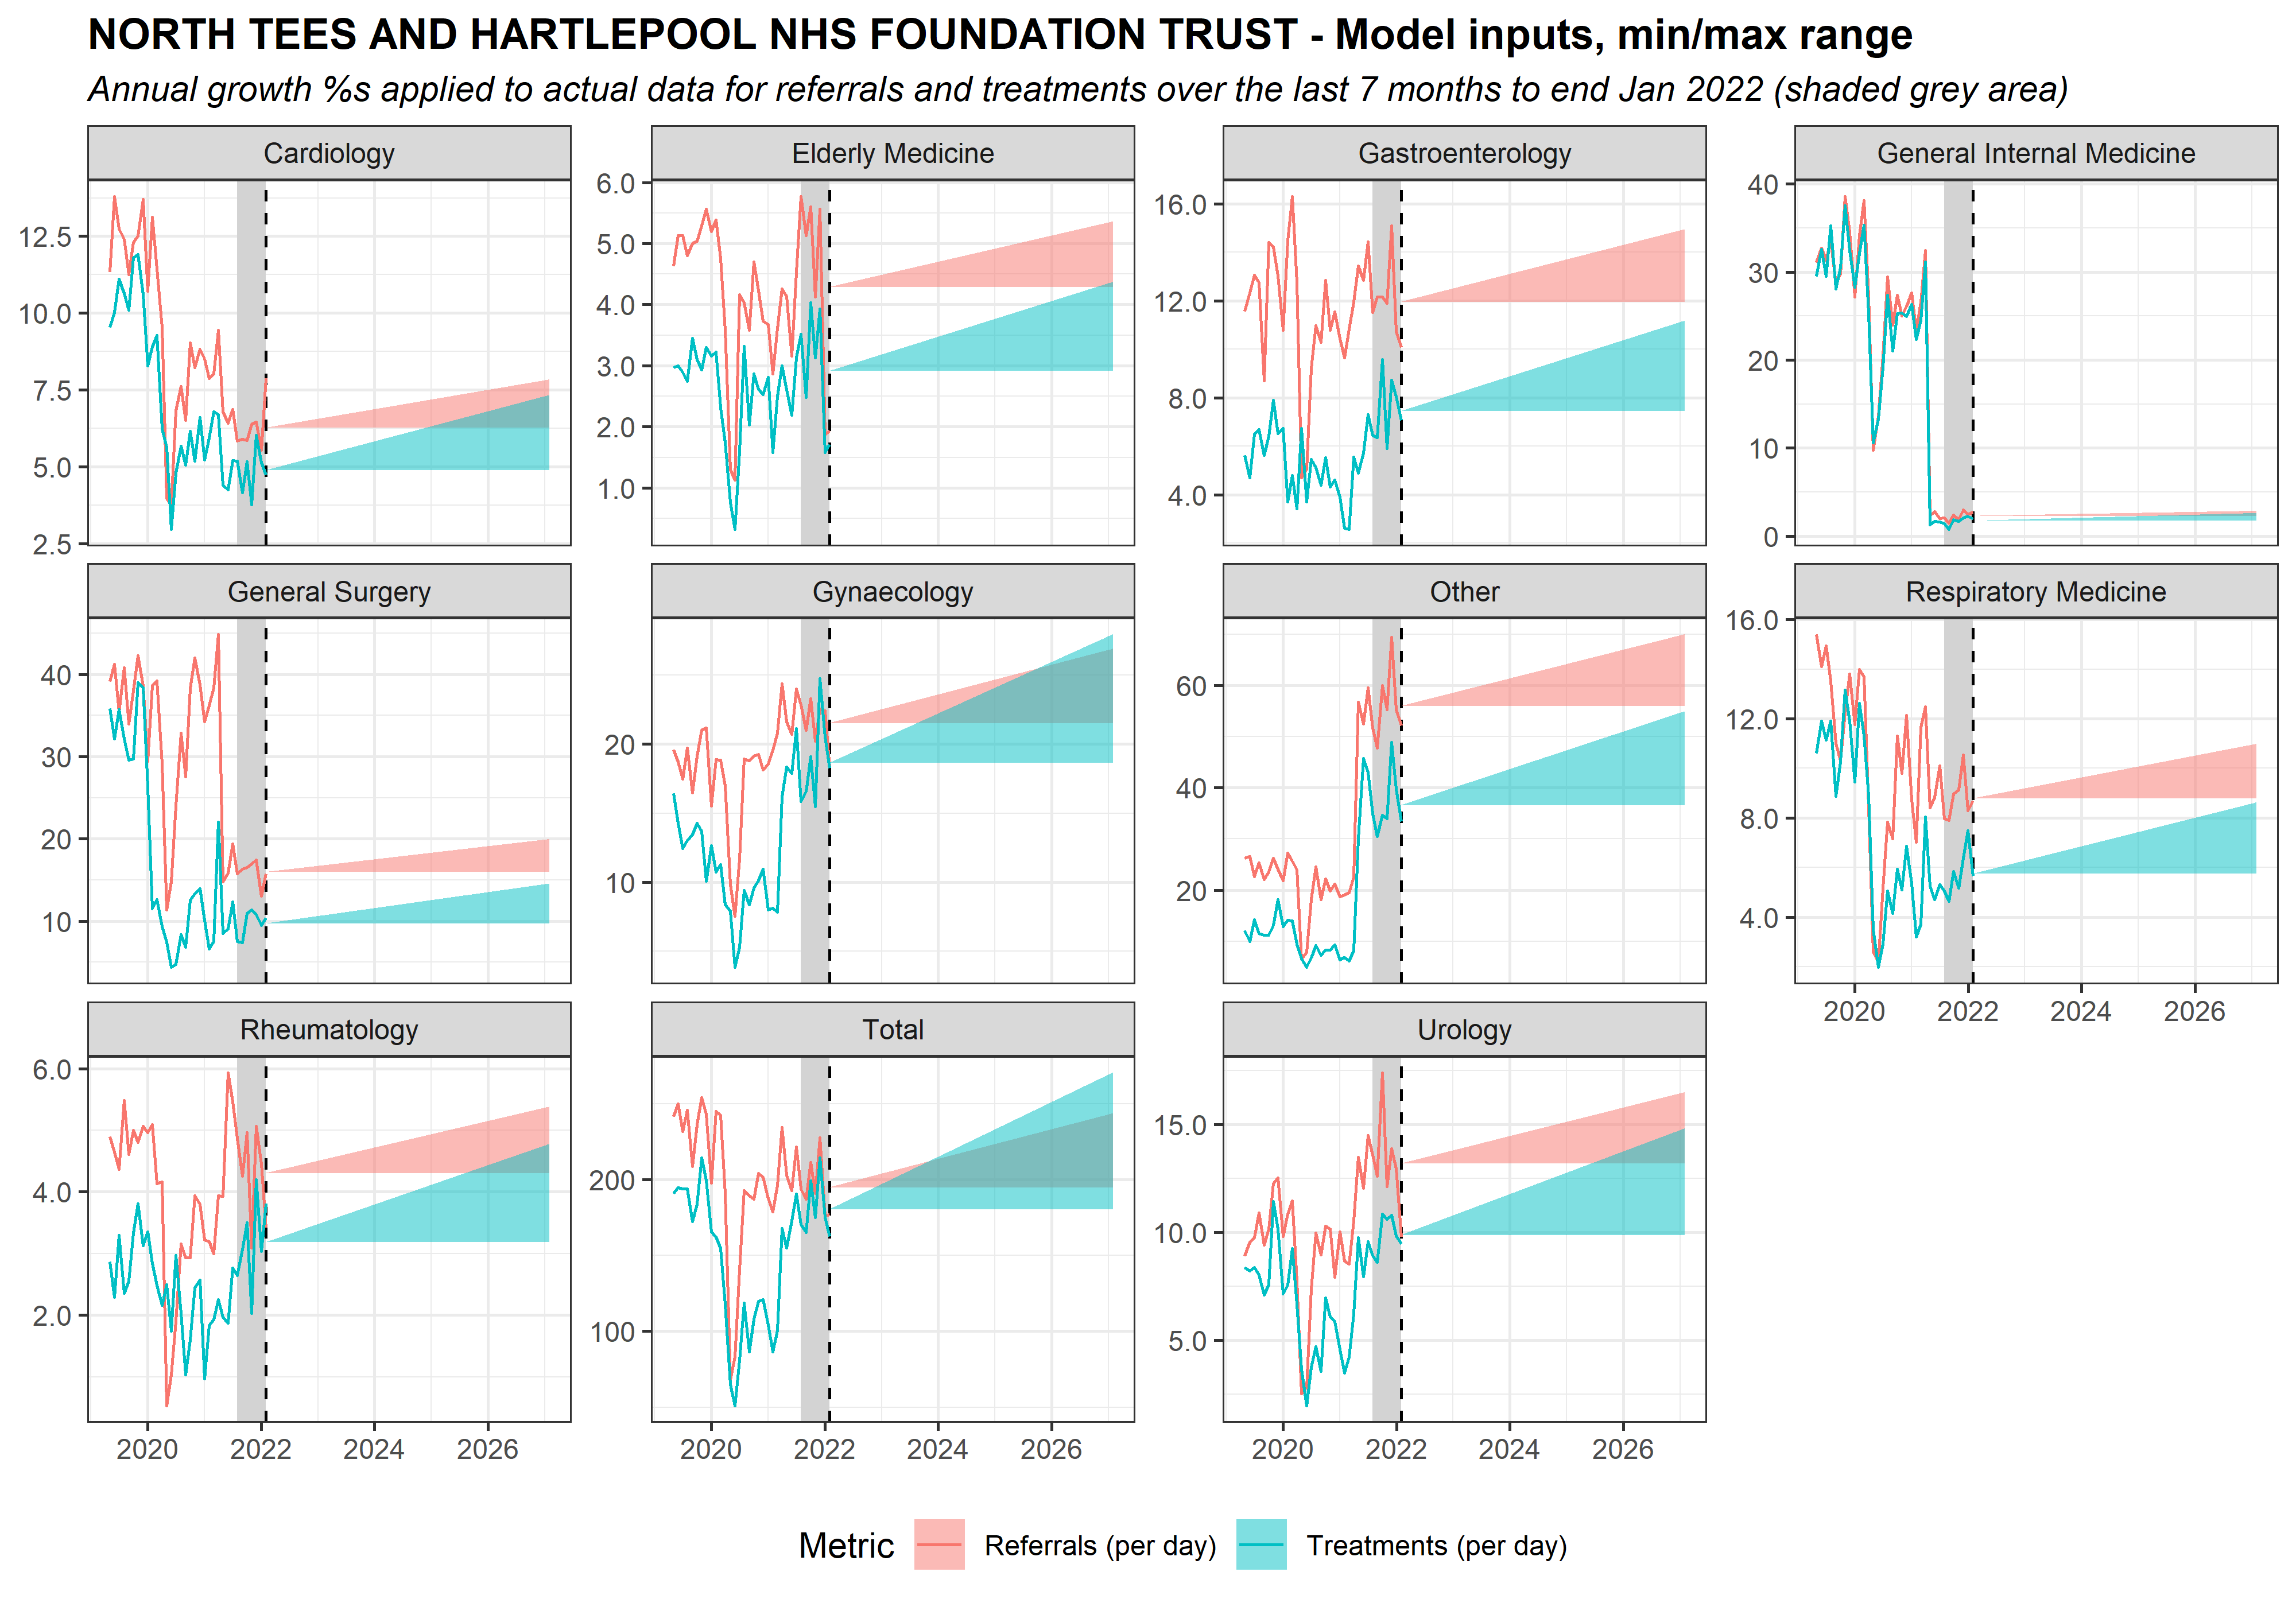 NORTH TEES AND HARTLEPOOL NHS FOUNDATION TRUST - Model inputs, min/max range
Annual growth %s applied to actual data for referrals and treatments over the last 7 months to end Jan 2022 (shaded grey area)
Cardiology
12.5
10.0
7.5
5.0
2.5
Elderly Medicine
6.0
5.0
4.0
3.0
2.0
1.0
Gastroenterology
16.0
12.0
8.0
4.0
General Internal Medicine
40
30
20
10
0
General Surgery
40
30
20
10
Gynaecology
20
10
Other
60
40
20
Respiratory Medicine
16.0
12.0
8.0
4.0
2020 2022 2024 2026
Rheumatology
6.0
4.0
2.0
2020 2022 2024 2026
Total
200
100
2020 2022 2024 2026
Urology
15.0
10.0
5.0
2020 2022 2024 2026
Metric Referrals (per day) Treatments (per day)